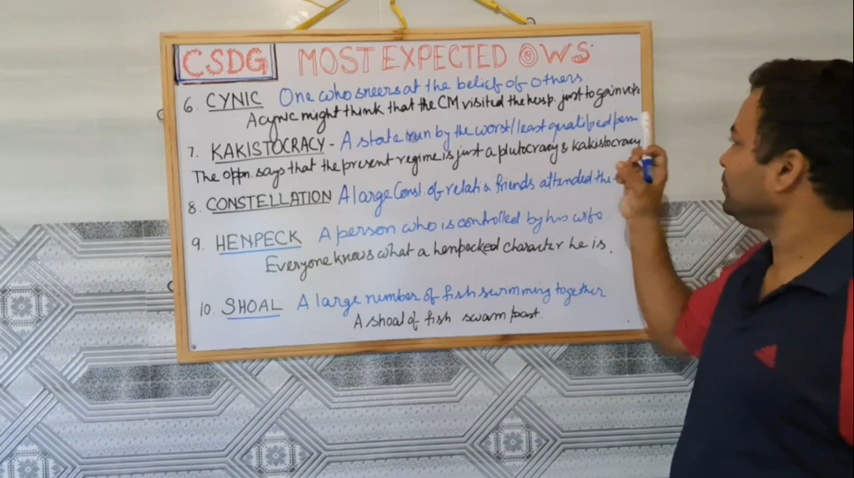 CSDG MOST EXPECTED OWS
6. CYNIC One who sneers at the belief of others.
A cynic might think that the CM visited the hosp. just to gain
7. KAKISTOCRACY - A state run by the worst/least qualified
The oppn. says that the present regime is just a plutocracy & kakistocracy
8. CONSTELLATION A large Const of relati & friends attended the
9. HENPECK A person who is controlled by his wife
Everyone knows what a henpecked character he is.
10. SHOAL A large number of fish swimming together
A shoal of fish swam past.